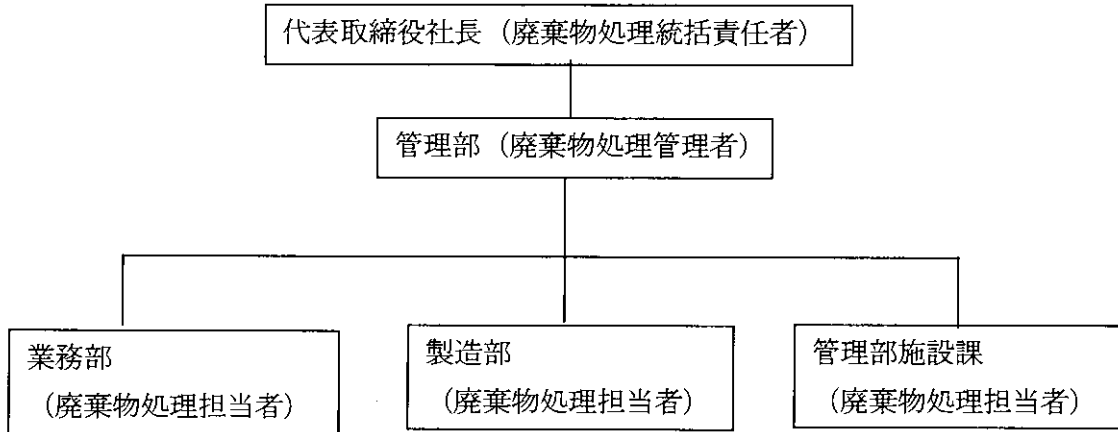 代表取締役社長（廃棄物処理統括責任者）
管理部（廃棄物処理管理者）
業務部
（廃棄物処理担当者）
製造部
（廃棄物処理担当者）
管理部施設課
（廃棄物処理担当者）